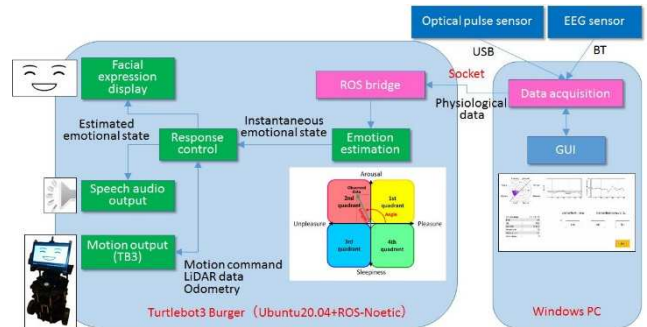 Optical pulse sensor
EEG sensor
USB
BT
Facial
expression
display
ROS bridge
Socket
Physiological
data
Data acquisition
Estimated
emotional state
Response
control
Instantaneous
emotional state
Emotion
estimation
GUI
Speech audio
output
Arousal
Observed
data
2nd
quadrant
1st
quadrant
Angle
Unpleasure
Pleasure
3rd
quadrant
4th
quadrant
Sleepiness
Motion output
(TB3)
Motion command
LiDAR data
Odometry
Turtlebot3 Burger（Ubuntu20.04+ROS-Noetic）
Windows PC